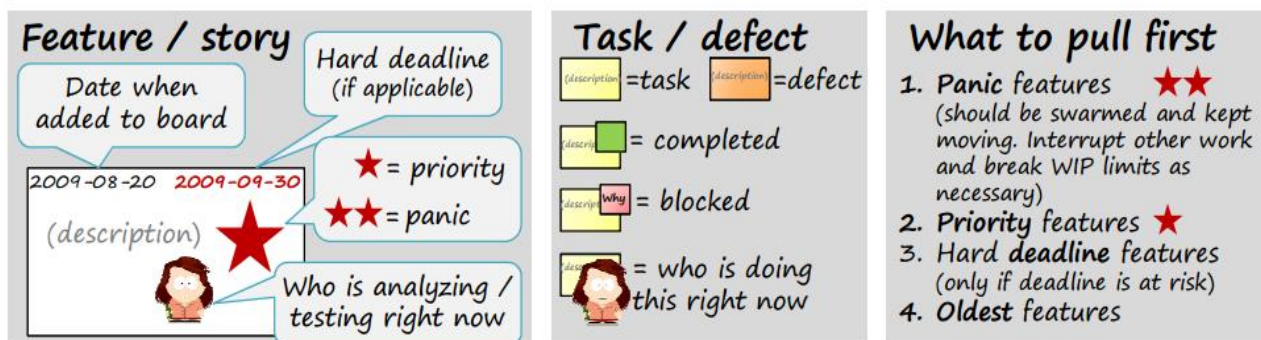 Feature / story
Date when
added to board
Hard deadline
(if applicable)
2009-08-20 2009-09-30
(description)
= priority
= panic
Who is analyzing /
testing right now
Task / defect
(description) =task (description) =defect
= completed
Why = blocked
= who is doing
this right now
What to pull first
1. Panic features
(should be swarmed and kept
moving. Interrupt other work
and break WIP limits as
necessary)
2. Priority features
3. Hard deadline features
(only if deadline is at risk)
4. Oldest features